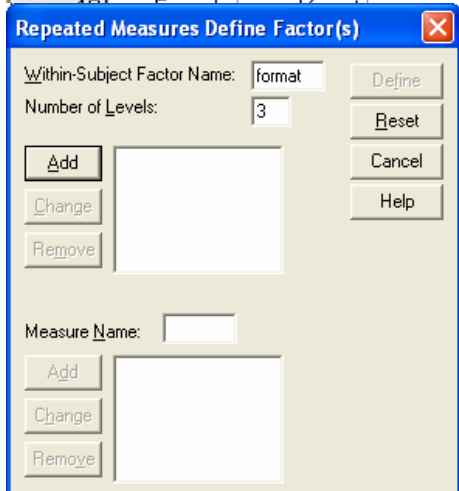 Repeated Measures Define Factor(s)
Within-Subject Factor Name: format Define
Number of Levels: 3 Reset
Add Cancel
Change Help
Remove
Measure Name:
Add
Change
Remove